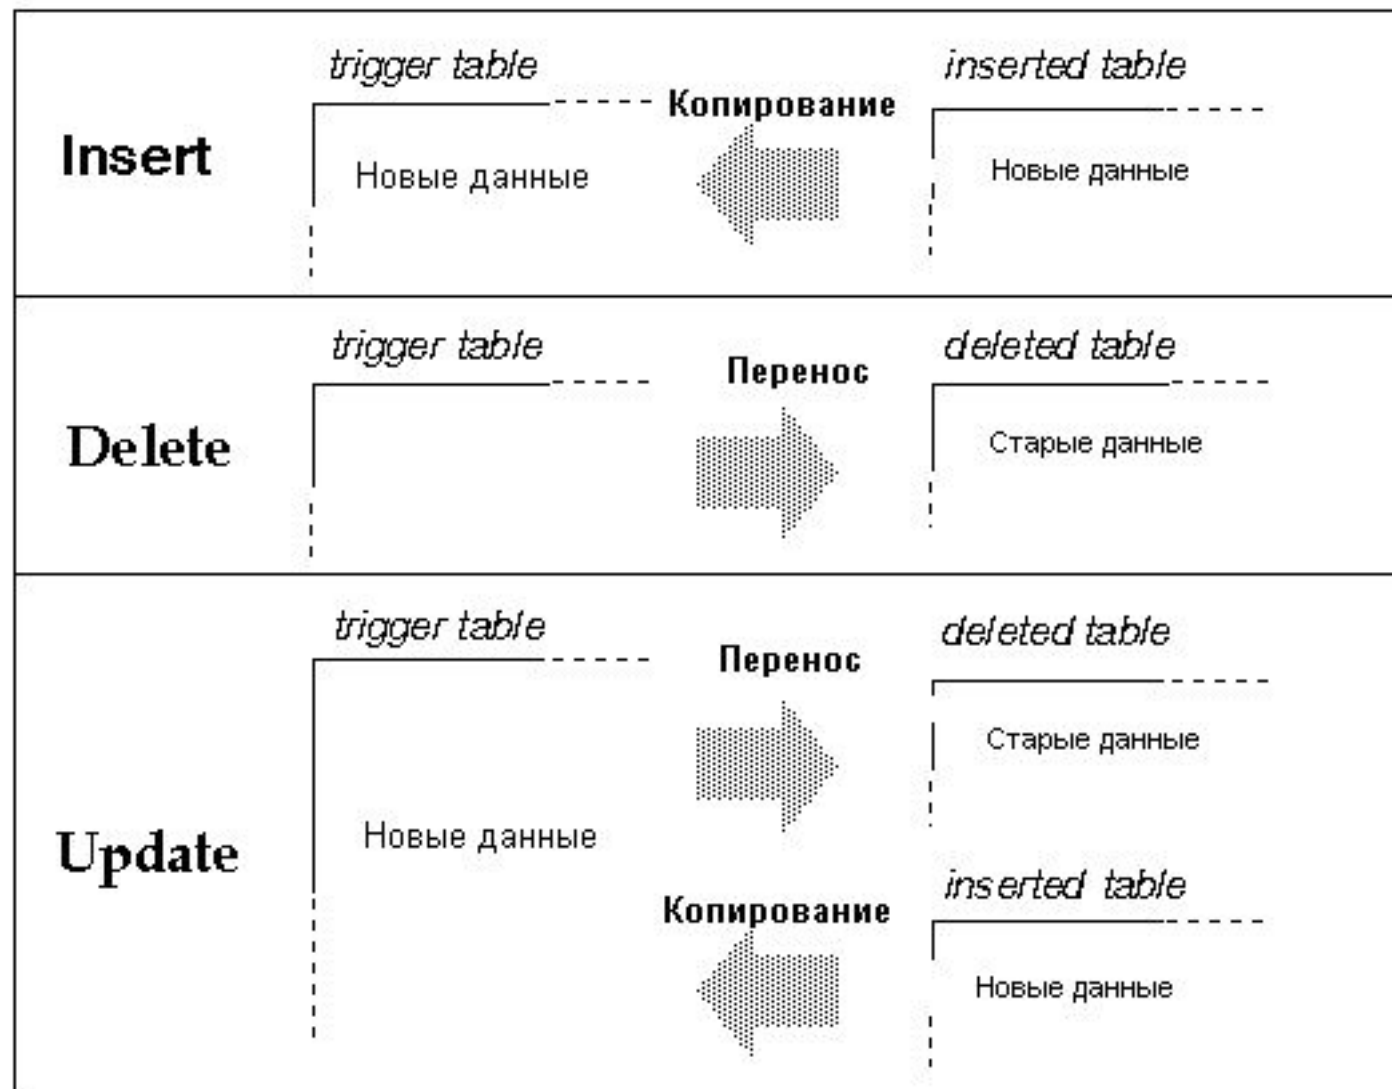 trigger table
inserted table
Копирование
Insert
Новые данные
Новые данные
trigger table
deleted table
Перенос
Delete
Старые данные
trigger table
deleted table
Перенос
Старые данные
Update
Новые данные
inserted table
Копирование
Новые данные